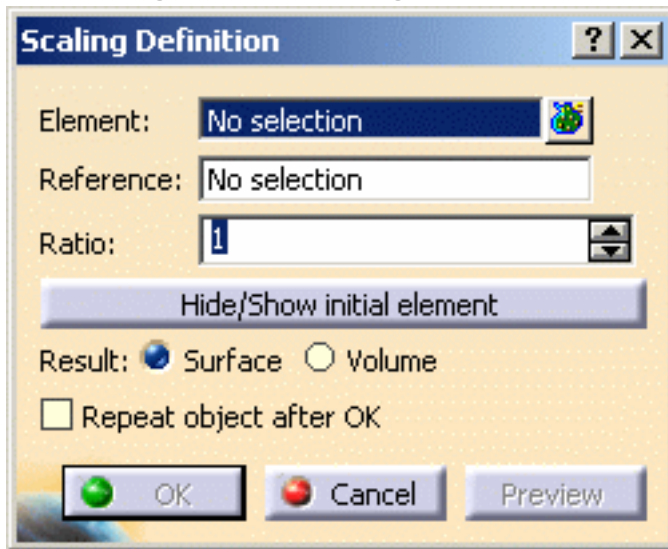 Scaling Definition ? X
Element: No selection
Reference: No selection
Ratio: 1
Hide/Show initial element
Result: Surface Volume
Repeat object after OK
OK Cancel Preview